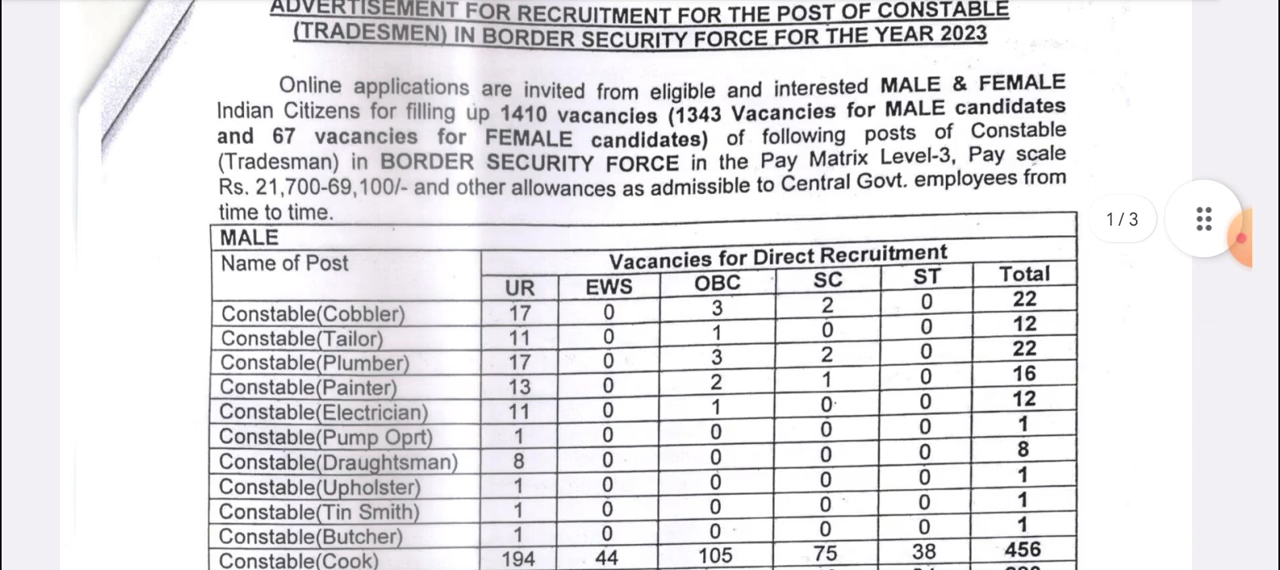 ADVERTISEMENT FOR RECRUITMENT FOR THE POST OF CONSTABLE
(TRADESMEN) IN BORDER SECURITY FORCE FOR THE YEAR 2023
Online applications are invited from eligible and interested MALE & FEMALE
Indian Citizens for filling up 1410 vacancies (1343 Vacancies for MALE candidates
and 67 vacancies for FEMALE candidates) of following posts of Constable
(Tradesman) in BORDER SECURITY FORCE in the Pay Matrix Level-3, Pay scale
Rs. 21,700-69,100/- and other allowances as admissible to Central Govt. employees from
time to time.
1 / 3
MALE
Name of Post Vacancies for Direct Recruitment
UR EWS OBC SC ST Total
Constable(Cobbler) 17 0 3 2 0 22
Constable(Tailor) 11 0 1 0 0 12
Constable(Plumber) 17 0 3 2 0 22
Constable(Painter) 13 0 2 1 0 16
Constable(Electrician) 11 0 1 0 0 12
Constable(Pump Oprt) 1 0 0 0 0 1
Constable(Draughtsman) 8 0 0 0 0 8
Constable(Upholster) 1 0 0 0 0 1
Constable(Tin Smith) 1 0 0 0 0 1
Constable(Butcher) 1 0 0 0 0 1
Constable(Cook) 194 44 105 75 38 456